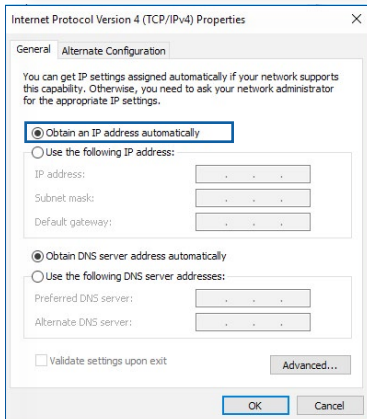 Internet Protocol Version 4 (TCP/IPv4) Properties
General
Alternate Configuration
You can get IP settings assigned automatically if your network supports
this capability. Otherwise, you need to ask your network administrator
for the appropriate IP settings.
Obtain an IP address automatically
Use the following IP address:
IP address:
Subnet mask:
Default gateway:
Obtain DNS server address automatically
Use the following DNS server addresses:
Preferred DNS server:
Alternate DNS server:
Validate settings upon exit
Advanced...
OK
Cancel